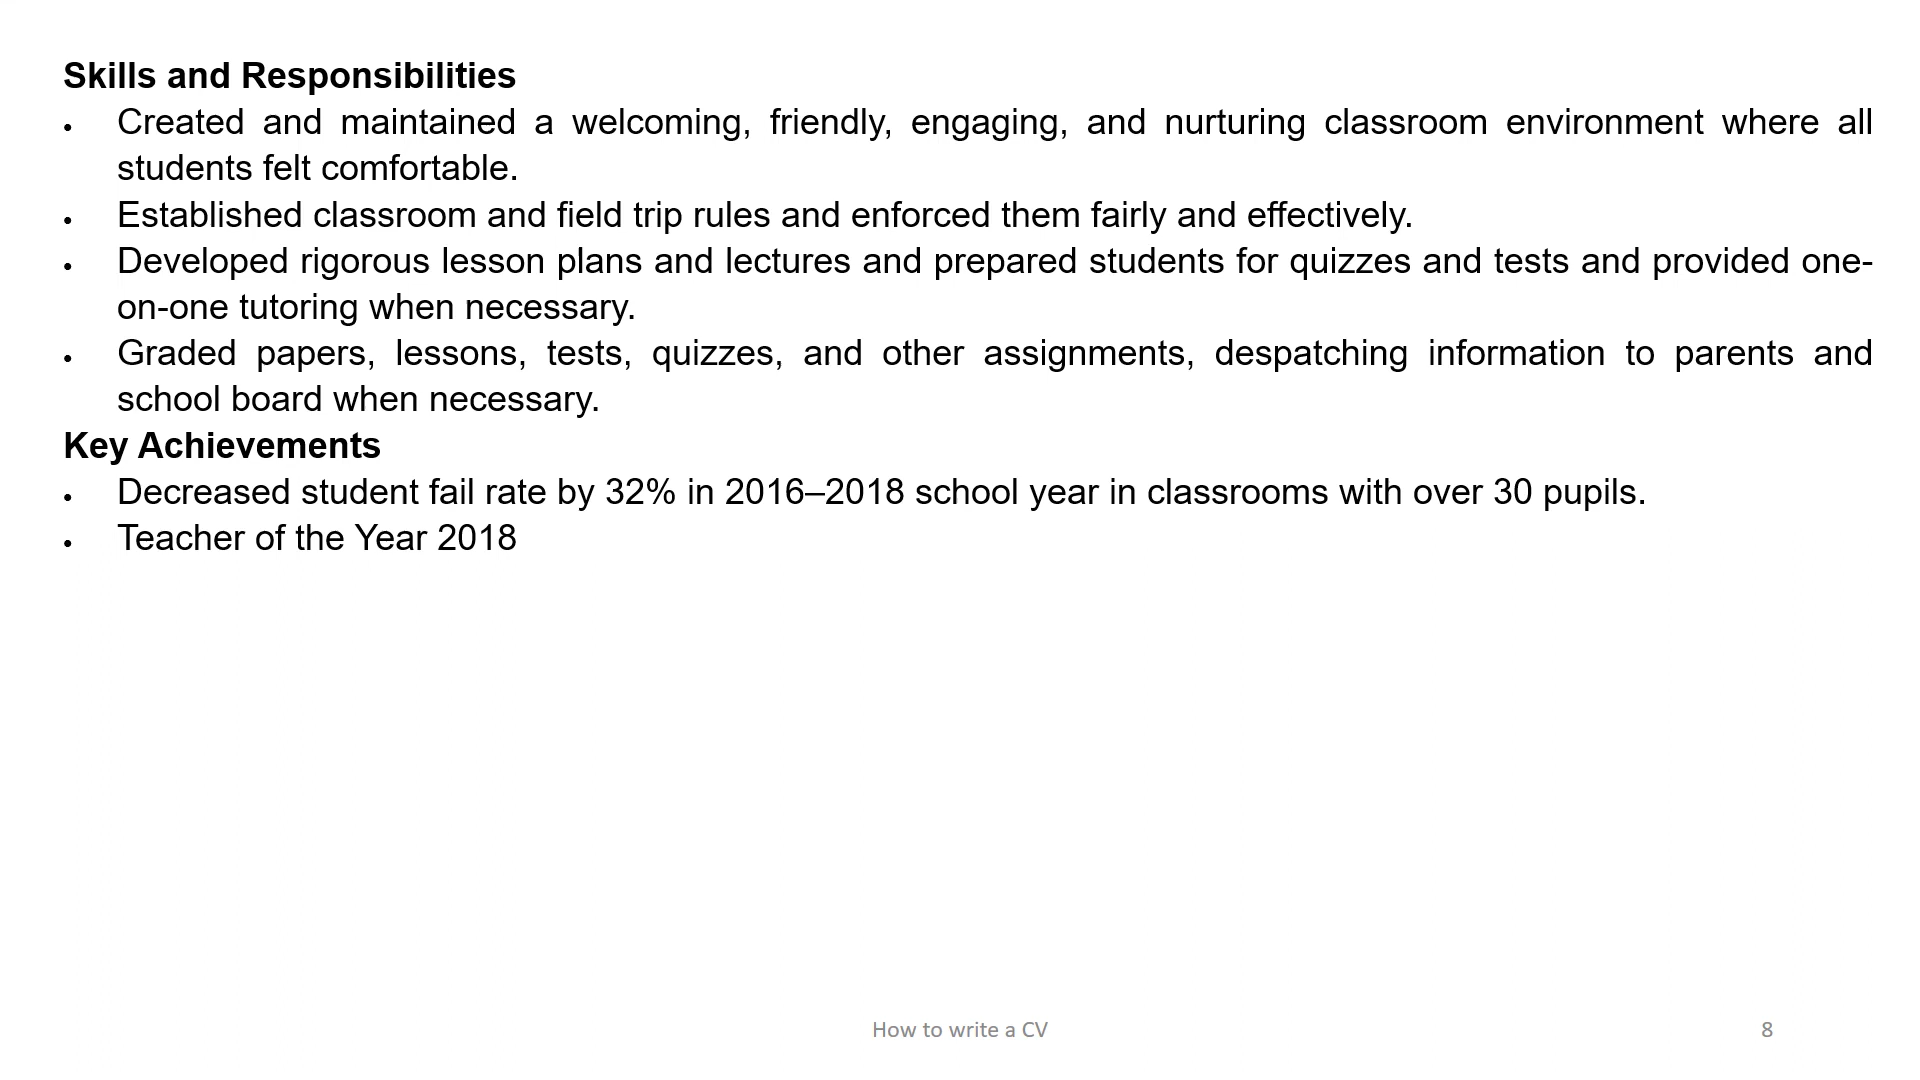 Skills and Responsibilities
• Created and maintained a welcoming, friendly, engaging, and nurturing classroom environment where all
students felt comfortable.
• Established classroom and field trip rules and enforced them fairly and effectively.
• Developed rigorous lesson plans and lectures and prepared students for quizzes and tests and provided one-
on-one tutoring when necessary.
• Graded papers, lessons, tests, quizzes, and other assignments, despatching information to parents and
school board when necessary.
Key Achievements
• Decreased student fail rate by 32% in 2016–2018 school year in classrooms with over 30 pupils.
• Teacher of the Year 2018
How to write a CV
8